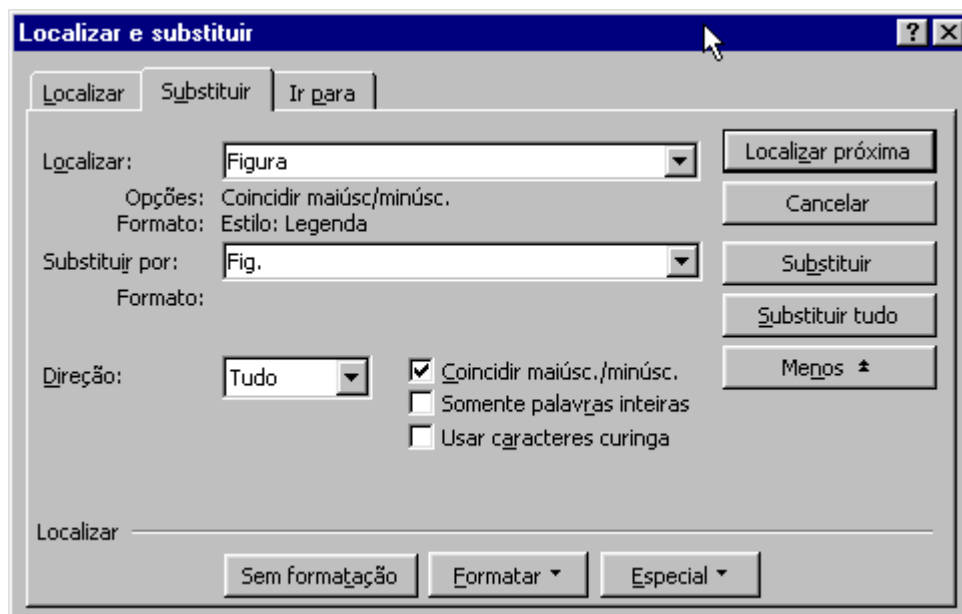 Localizar e substituir
Localizar Substituir Ir para
Localizar: Figura Localizar próxima
Opções: Coincidir maiúsc/minúsc. Cancelar
Formato: Estilo: Legenda
Substituir por: Fig. Substituir
Formato: Substituir tudo
Direção: Tudo Coincidir maiúsc./minúsc. Menos
Somente palavras inteiras
Usar caracteres curinga
Localizar
Sem formatação Formatar Especial